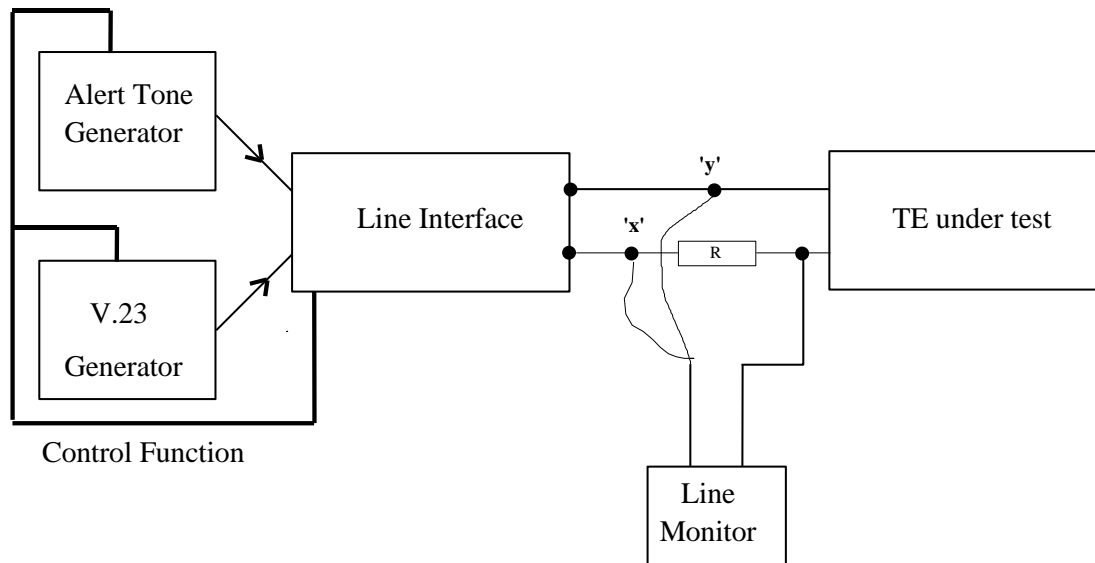 Alert Tone
Generator
Line Interface
'y'
'x'
R
TE under test
V.23
Generator
Control Function
Line
Monitor